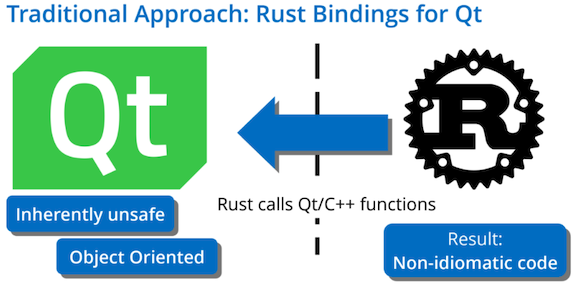 Traditional Approach: Rust Bindings for Qt
Qt
R
Inherently unsafe
Object Oriented
Rust calls Qt/C++ functions
Result:
Non-idiomatic code